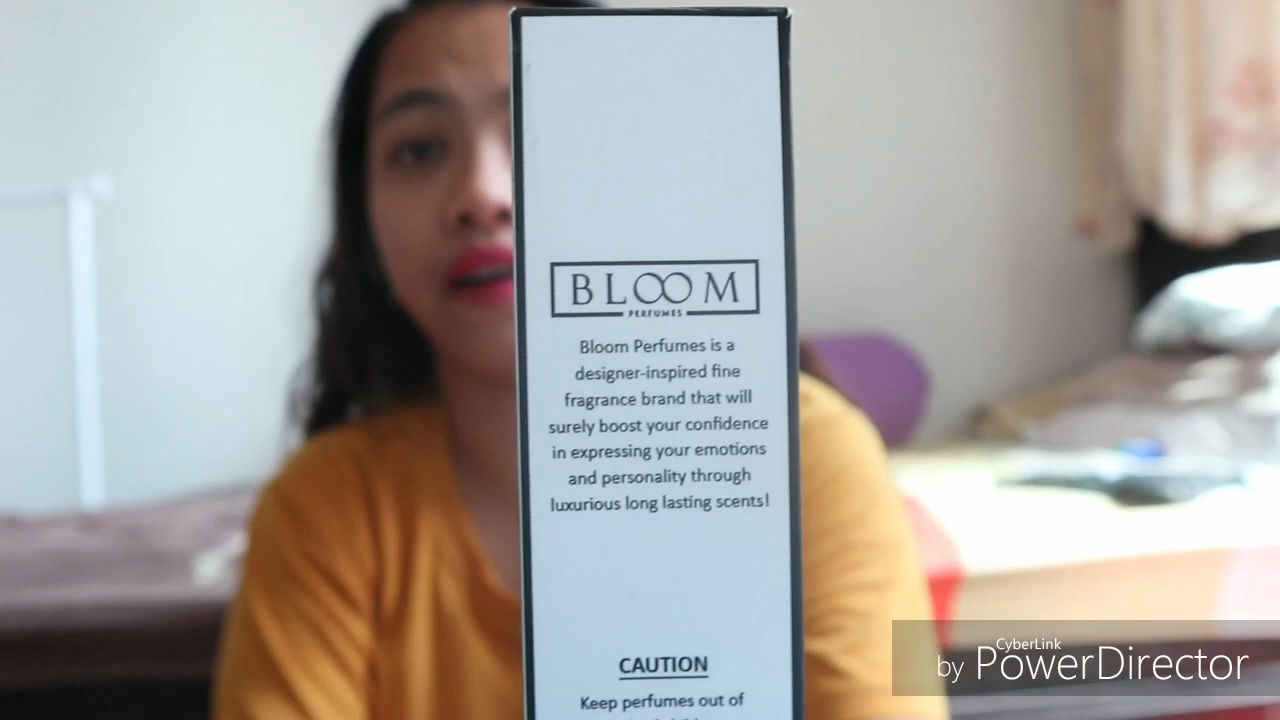 BLOOM
PERFUMES
Bloom Perfumes is a
designer-inspired fine
fragrance brand that will
surely boost your confidence
in expressing your emotions
and personality through
luxurious long lasting scents!
CAUTION
Keep perfumes out of
CyberLink
by PowerDirector